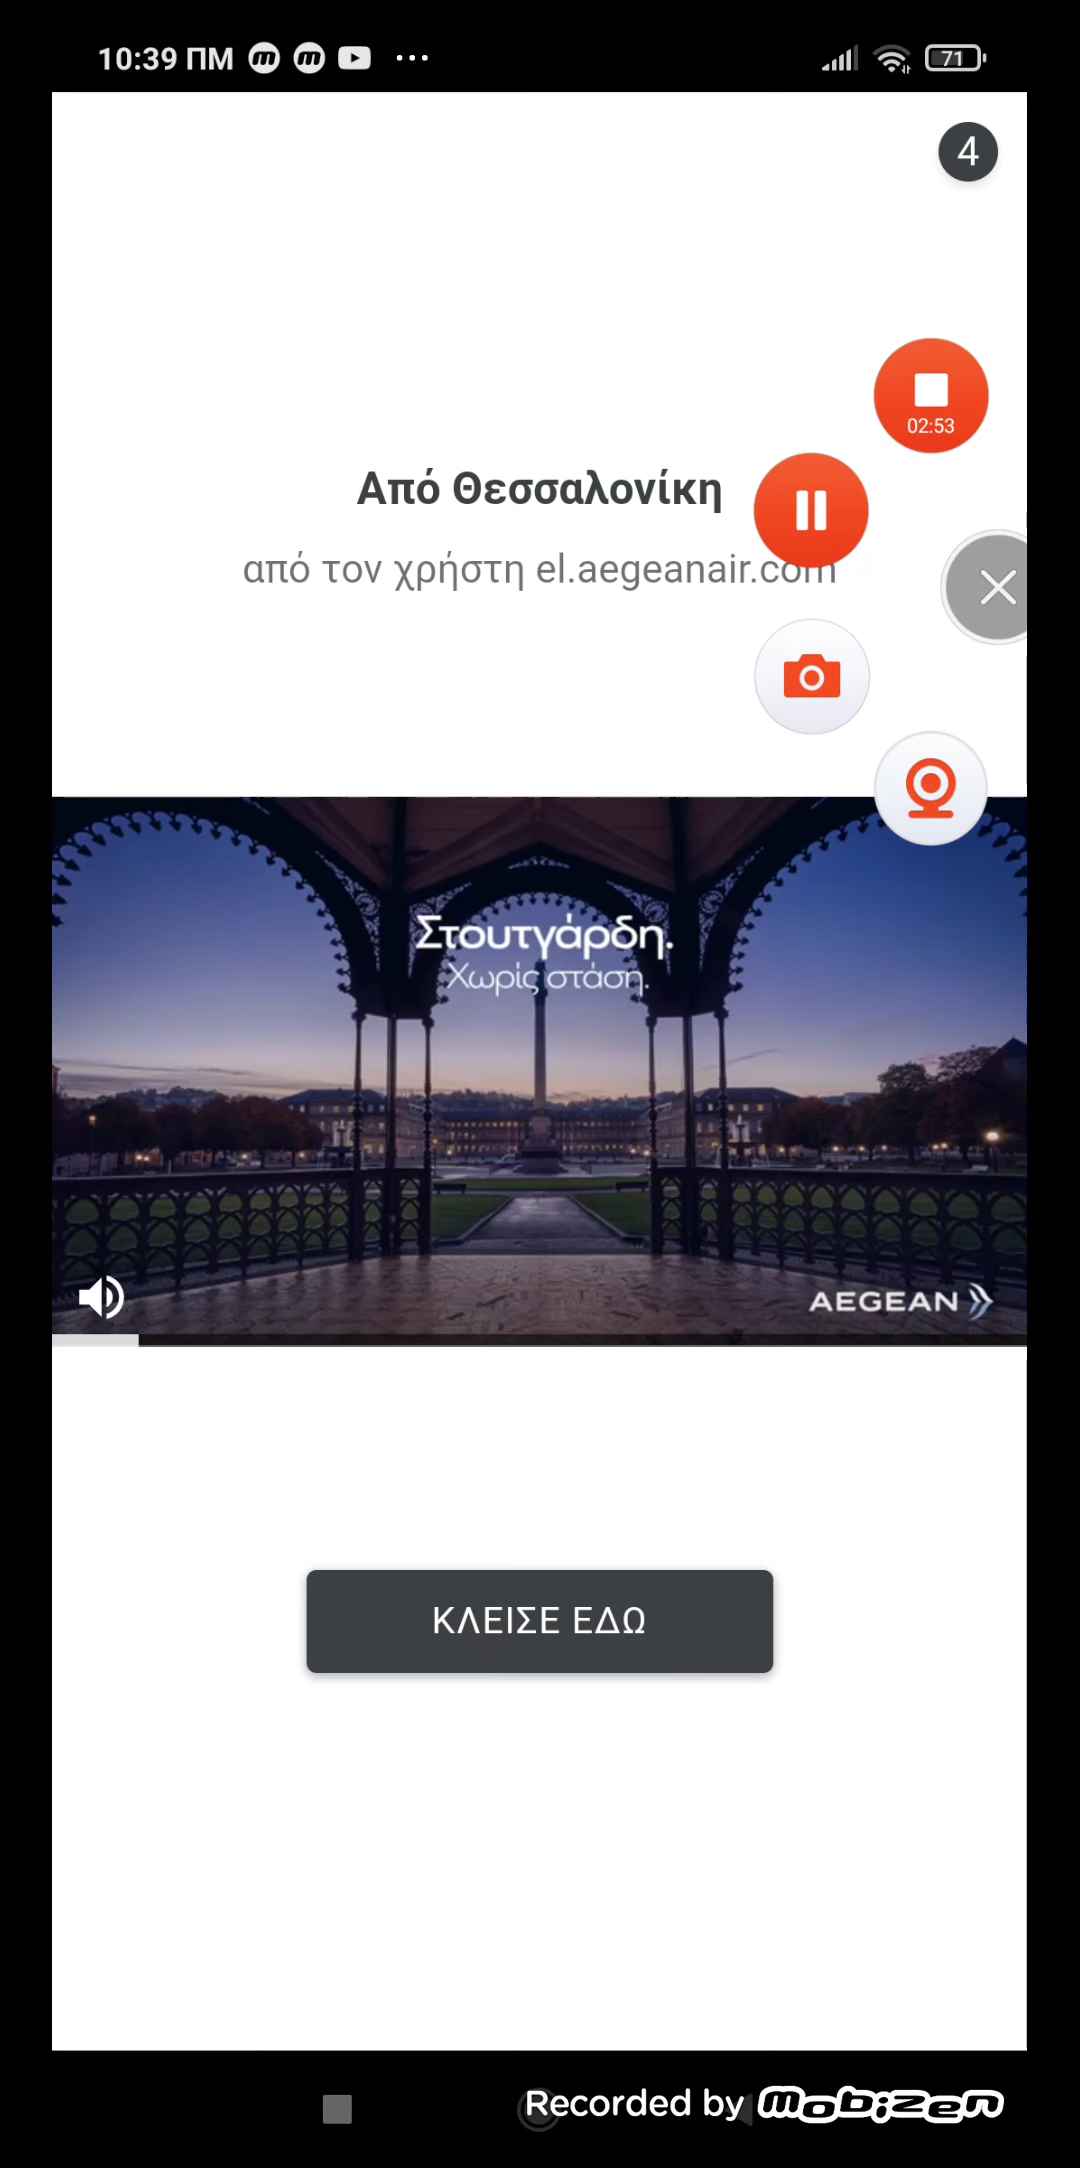 10:39 ΠΜ
71
4
02:53
Από Θεσσαλονίκη
από τον χρήστη el.aegeanair.com
Στουτγάρδη.
Χωρίς στάση.
AEGEAN
ΚΛΕΙΣΕ ΕΔΩ
Recorded by mobizen